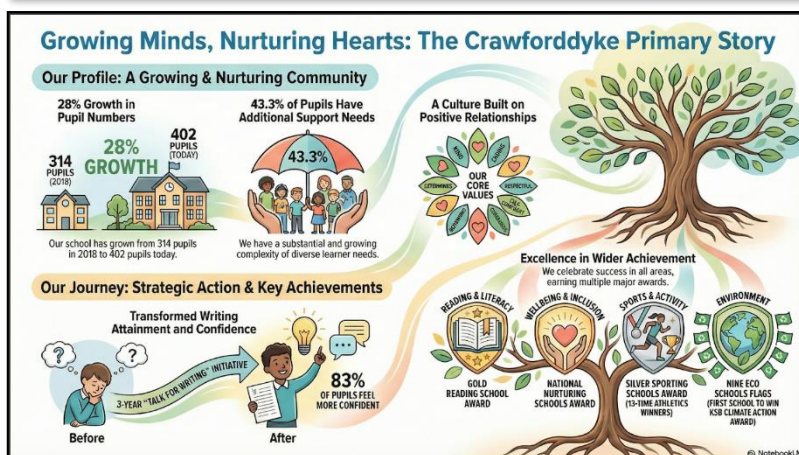 Growing Minds, Nurturing Hearts: The Crawforddyke Primary Story
Our Profile: A Growing & Nurturing Community
28% Growth in
Pupil Numbers
314
PUPILS
(2018)
28%
GROWTH
402
PUPILS
(TODAY)
Our school has grown from 314 pupils
in 2018 to 402 pupils today.
43.3% of Pupils Have
Additional Support Needs
43.3%
We have a substantial and growing
complexity of diverse learner needs.
A Culture Built on
Positive Relationships
OUR
CORE
VALUES
KIND
CARING
RESPECTFUL
DETERMINED
Our Journey: Strategic Action & Key Achievements
Transformed Writing
Attainment and Confidence
?
?
3-YEAR "TALK FOR WRITING" INITIATIVE
83%
OF PUPILS FEEL
MORE CONFIDENT
Before
After
Excellence in Wider Achievement
We celebrate success in all areas,
earning multiple major awards.
READING & LITERACY
GOLD
READING SCHOOL
AWARD
WELLBEING & INCLUSION
NATIONAL
NURTURING
SCHOOLS AWARD
SPORTS & ACTIVITY
SILVER SPORTING
SCHOOLS AWARD
(13-TIME ATHLETICS
WINNERS)
ENVIRONMENT
NINE ECO
SCHOOLS FLAGS
(FIRST SCHOOL TO WIN
KSB CLIMATE ACTION
AWARD)
NotebookLM